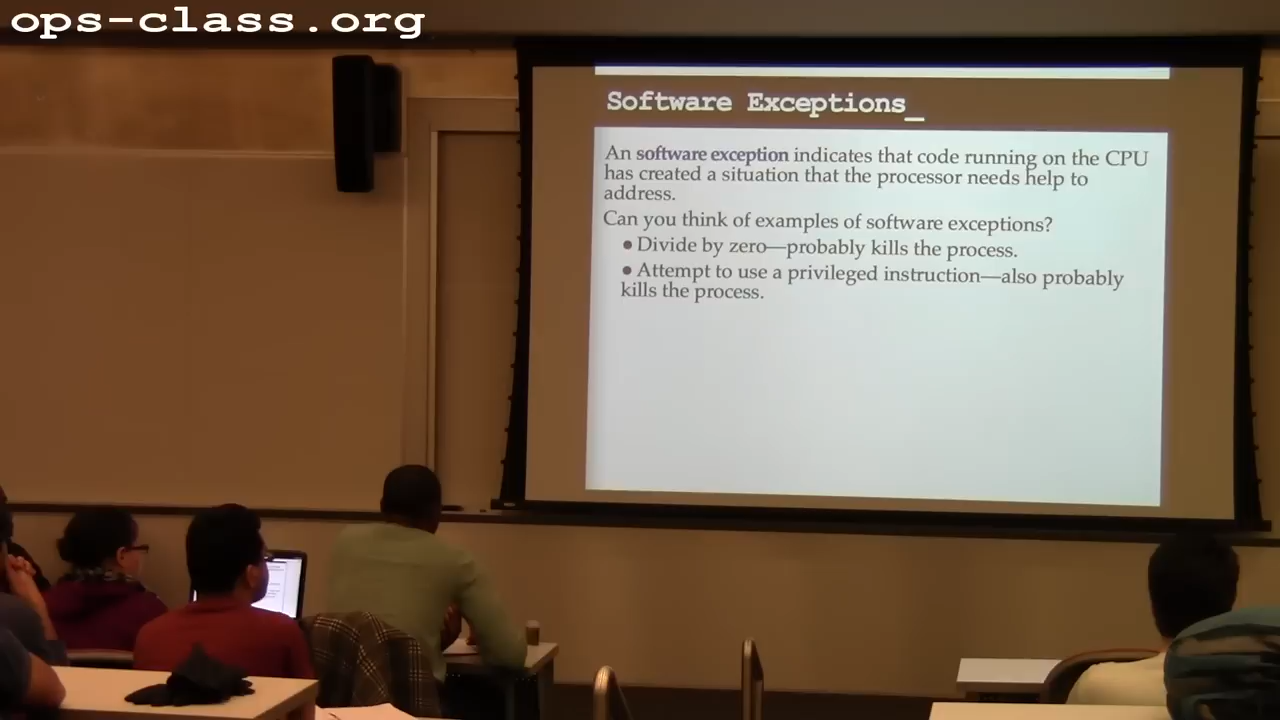 ops-class.org
Software Exceptions_
An software exception indicates that code running on the CPU
has created a situation that the processor needs help to
address.
Can you think of examples of software exceptions?
● Divide by zero—probably kills the process.
● Attempt to use a privileged instruction—also probably
kills the process.